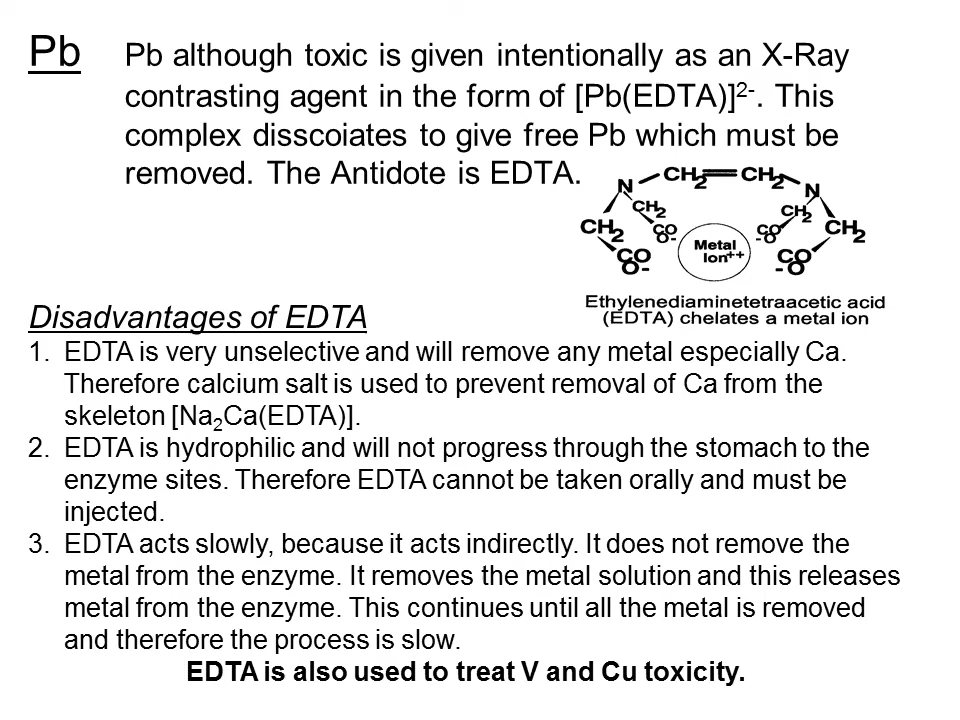 Pb Pb although toxic is given intentionally as an X-Ray
contrasting agent in the form of [Pb(EDTA)]2-. This
complex disscoiates to give free Pb which must be
removed. The Antidote is EDTA.
N CH2 CH2 N
CH2 CH2
CH2 CO CO CH2
O- -O
CO Metal CO
O- Ion++ -O
Ethylenediaminetetraacetic acid
(EDTA) chelates a metal ion
Disadvantages of EDTA
1. EDTA is very unselective and will remove any metal especially Ca.
Therefore calcium salt is used to prevent removal of Ca from the
skeleton [Na2Ca(EDTA)].
2. EDTA is hydrophilic and will not progress through the stomach to the
enzyme sites. Therefore EDTA cannot be taken orally and must be
injected.
3. EDTA acts slowly, because it acts indirectly. It does not remove the
metal from the enzyme. It removes the metal solution and this releases
metal from the enzyme. This continues until all the metal is removed
and therefore the process is slow.
EDTA is also used to treat V and Cu toxicity.